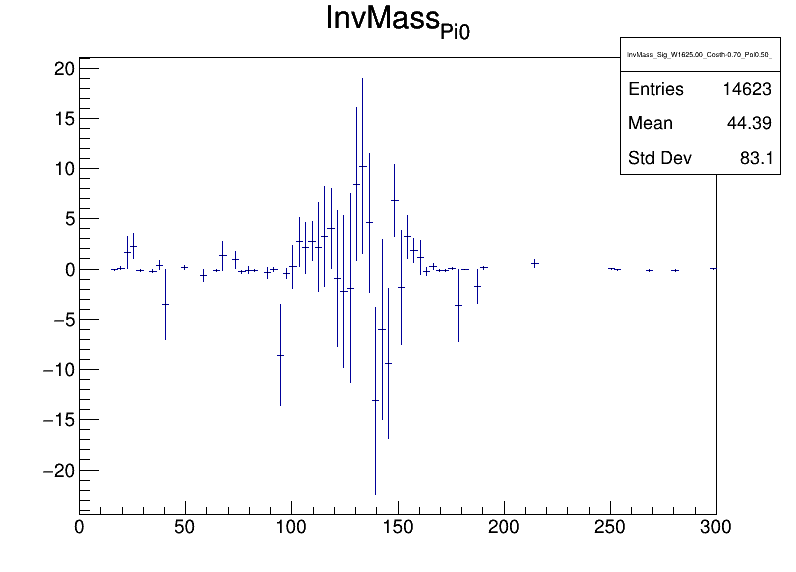 InvMassPi0
InvMass_Sig_W1625.00_Costh-0.70_Pol0.50_
Entries 14623
Mean 44.39
Std Dev 83.1
20
15
10
5
0
−5
−10
−15
−20
0 50 100 150 200 250 300